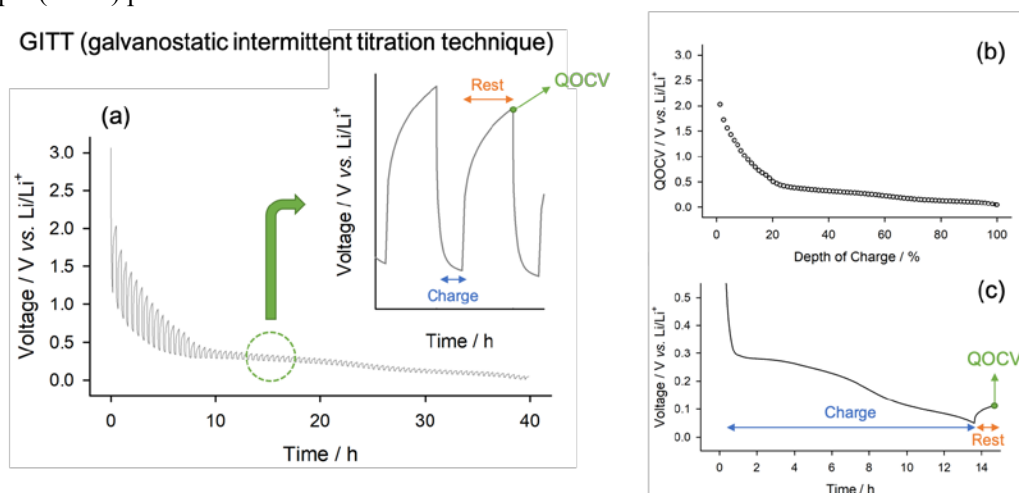 GITT (galvanostatic intermittent titration technique)
(a)
Voltage / V vs. Li/Li+
3.0
2.5
2.0
1.5
1.0
0.5
0.0
0 10 20 30 40
Time / h
Rest
QOCV
Voltage / V vs. Li/Li+
Charge
Time / h
(b)
QOCV / V vs. Li/Li+
3.0
2.5
2.0
1.5
1.0
0.5
0.0
0 20 40 60 80 100
Depth of Charge / %
(c)
Voltage / V vs. Li/Li+
0.5
0.4
0.3
0.2
0.1
0.0
QOCV
Charge
Rest
0 2 4 6 8 10 12 14
Time / h